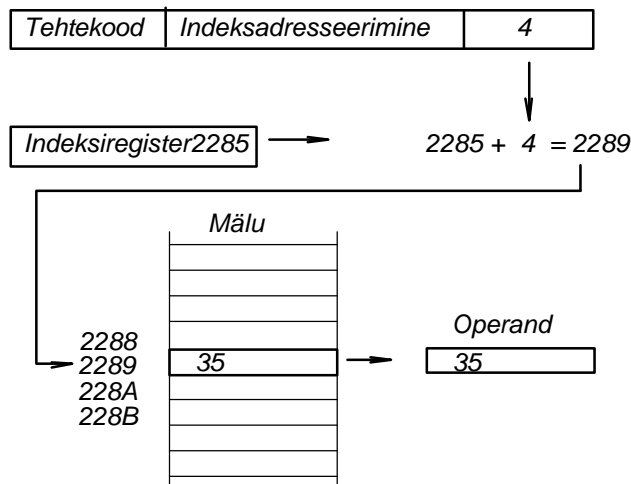 Tehtekood Indeksadresseerimine 4
Indeksiregister2285 2285 + 4 = 2289
Mälu
Operand
2288
2289 35 35
228A
228B